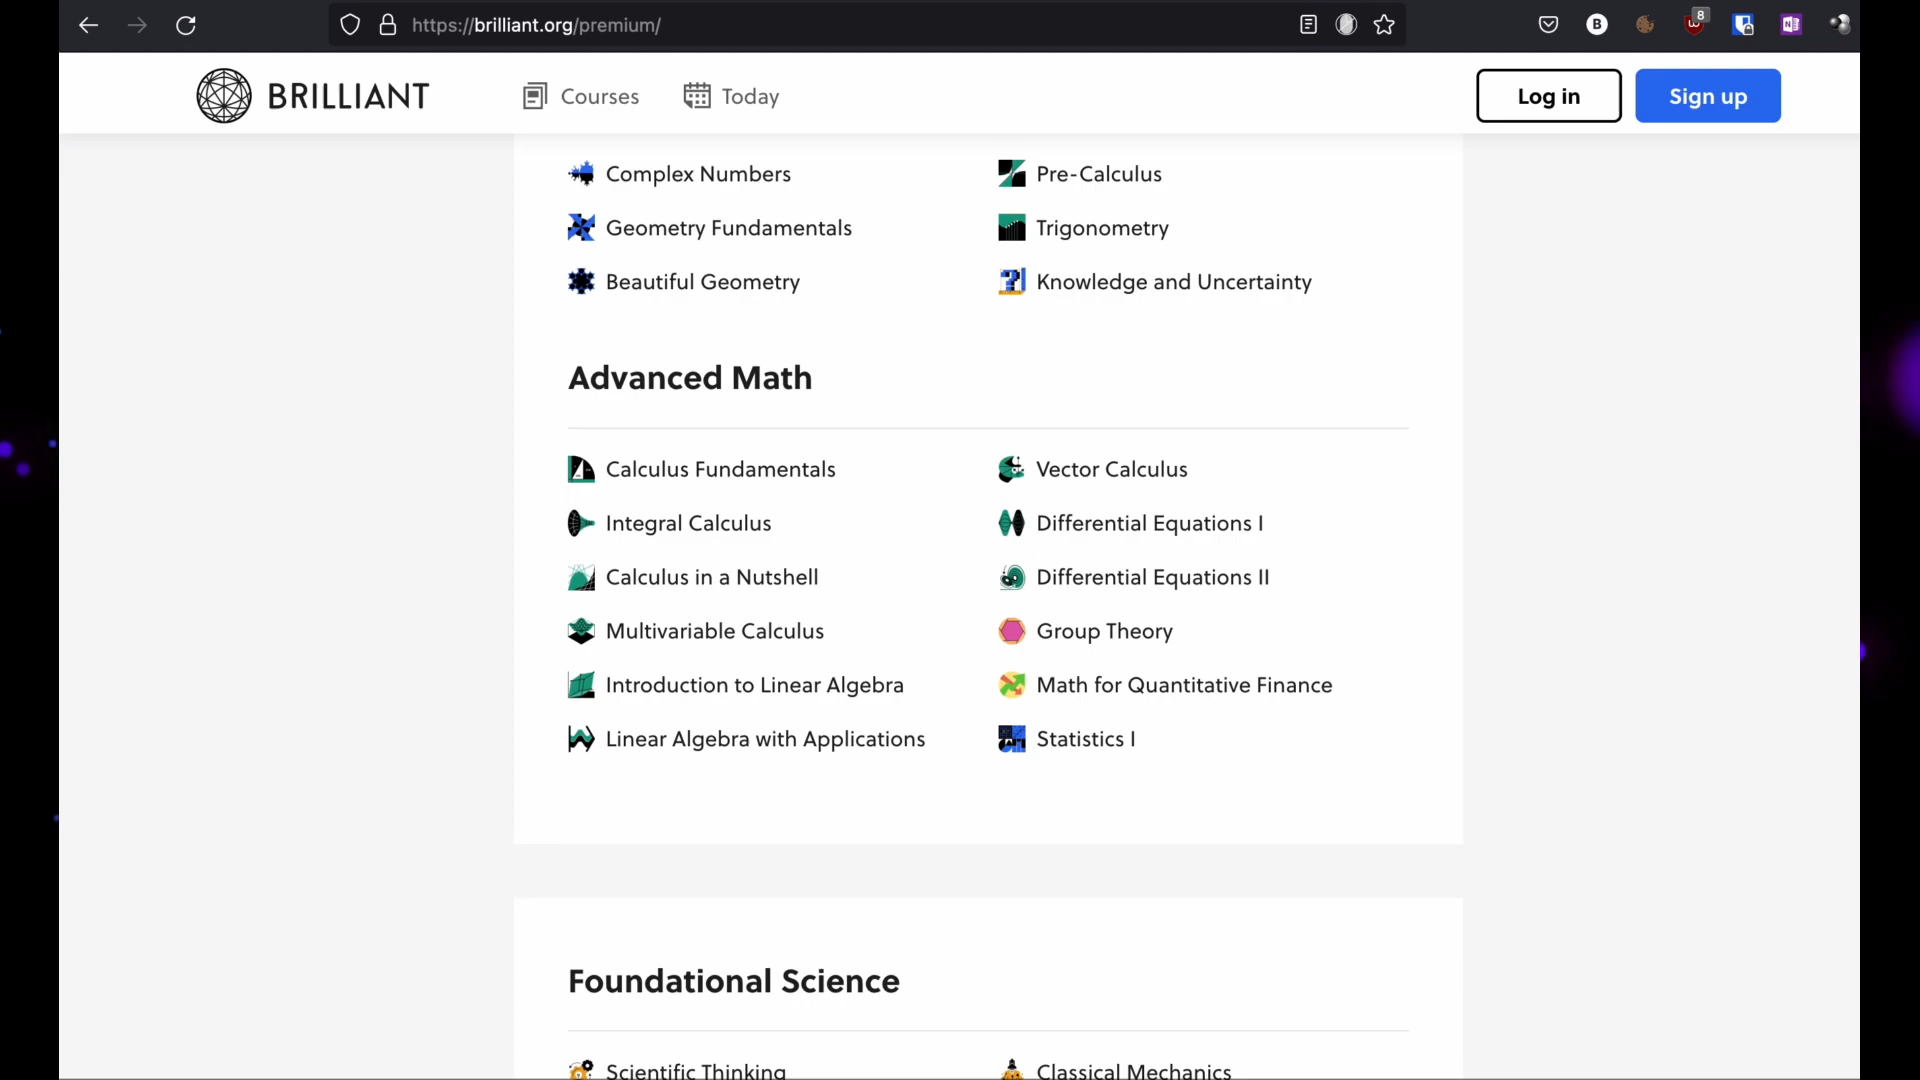 https://brilliant.org/premium/
B
8
N
BRILLIANT
Courses
Today
Log in
Sign up
Complex Numbers
Pre-Calculus
Geometry Fundamentals
Trigonometry
Beautiful Geometry
Knowledge and Uncertainty
Advanced Math
Calculus Fundamentals
Vector Calculus
Integral Calculus
Differential Equations I
Calculus in a Nutshell
Differential Equations II
Multivariable Calculus
Group Theory
Introduction to Linear Algebra
Math for Quantitative Finance
Linear Algebra with Applications
Statistics I
Foundational Science
Scientific Thinking
Classical Mechanics